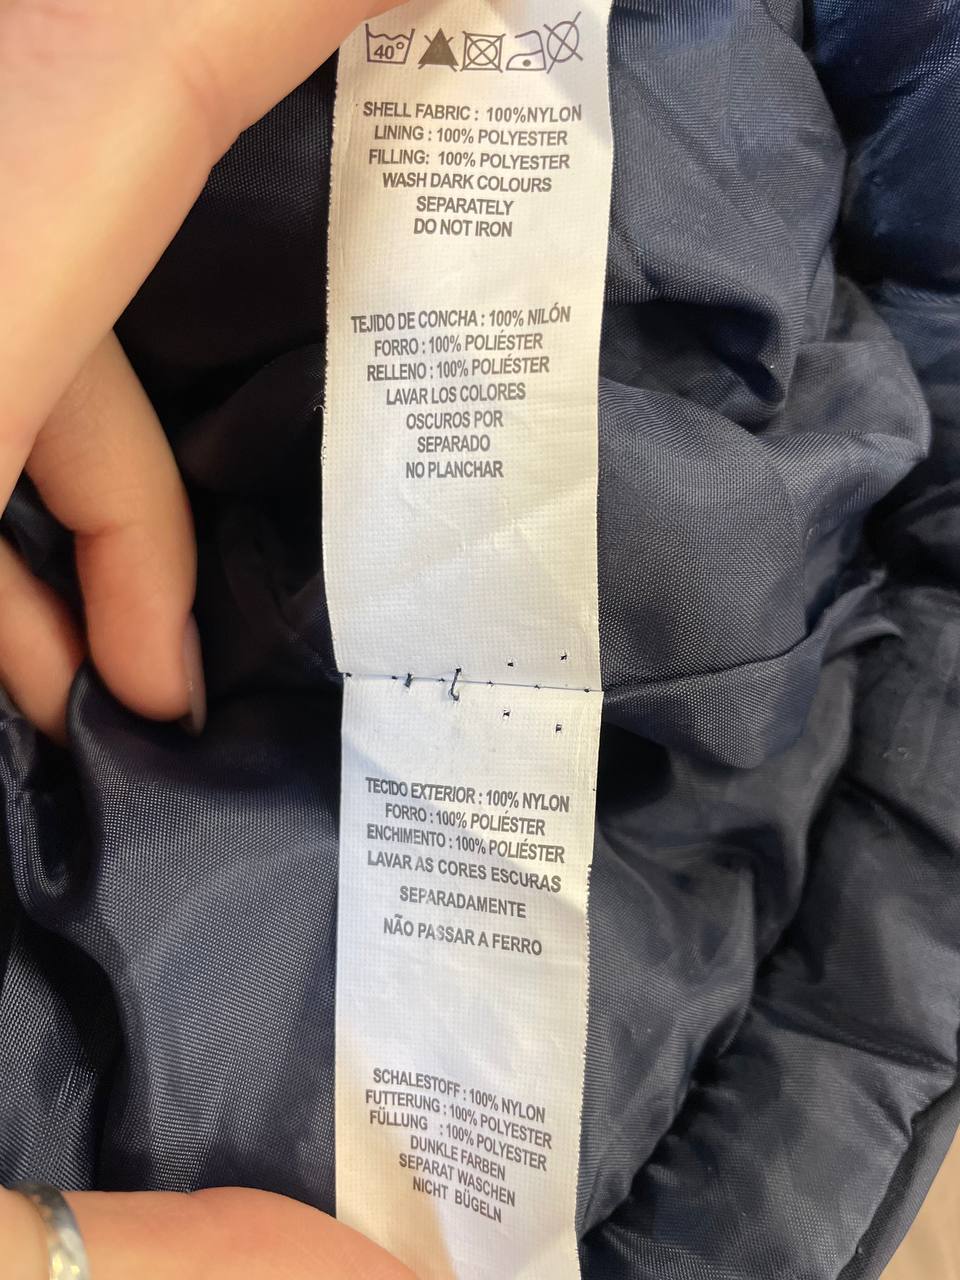 40°
SHELL FABRIC : 100%NYLON
LINING : 100% POLYESTER
FILLING: 100% POLYESTER
WASH DARK COLOURS
SEPARATELY
DO NOT IRON
TEJIDO DE CONCHA : 100% NILÓN
FORRO : 100% POLIÉSTER
RELLENO : 100% POLIÉSTER
LAVAR LOS COLORES
OSCUROS POR
SEPARADO
NO PLANCHAR
TECIDO EXTERIOR : 100% NYLON
FORRO : 100% POLIÉSTER
ENCHIMENTO : 100% POLIÉSTER
LAVAR AS CORES ESCURAS
SEPARADAMENTE
NÃO PASSAR A FERRO
SCHALESTOFF : 100% NYLON
FUTTERUNG : 100% POLYESTER
FÜLLUNG : 100% POLYESTER
DUNKLE FARBEN
SEPARAT WASCHEN
NICHT BÜGELN